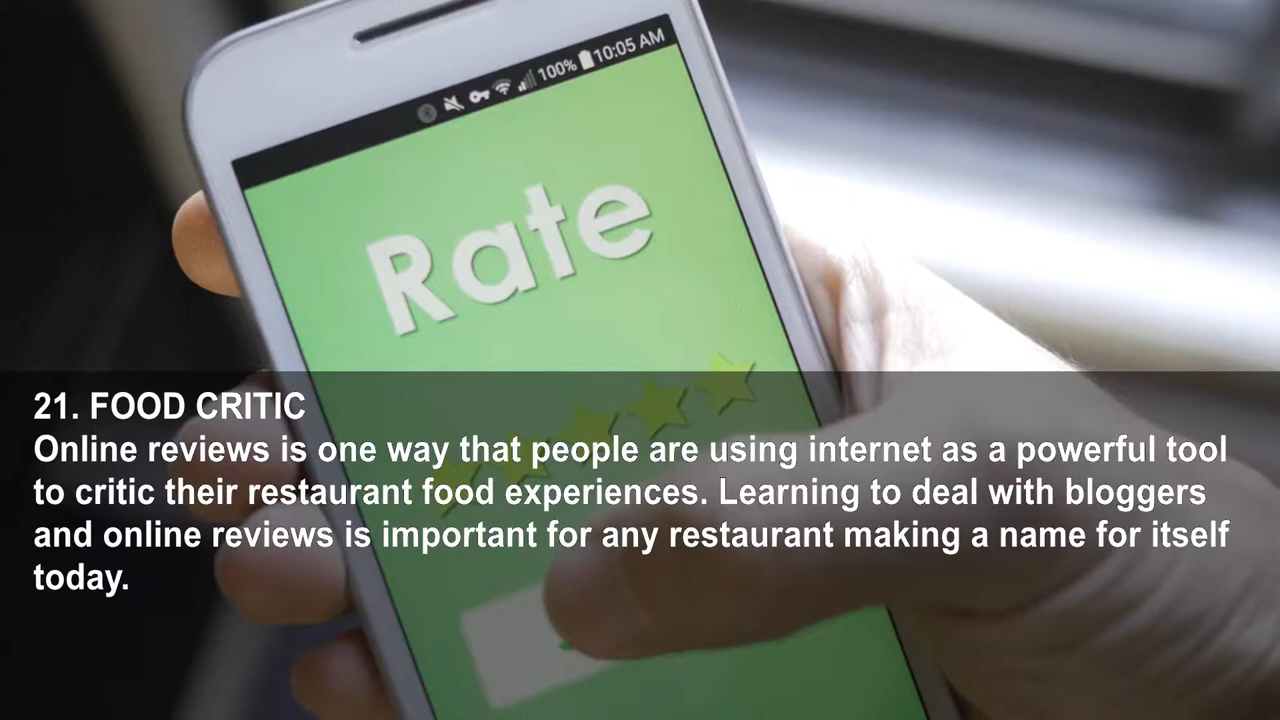 100% 10:05 AM
Rate
21. FOOD CRITIC
Online reviews is one way that people are using internet as a powerful tool
to critic their restaurant food experiences. Learning to deal with bloggers
and online reviews is important for any restaurant making a name for itself
today.